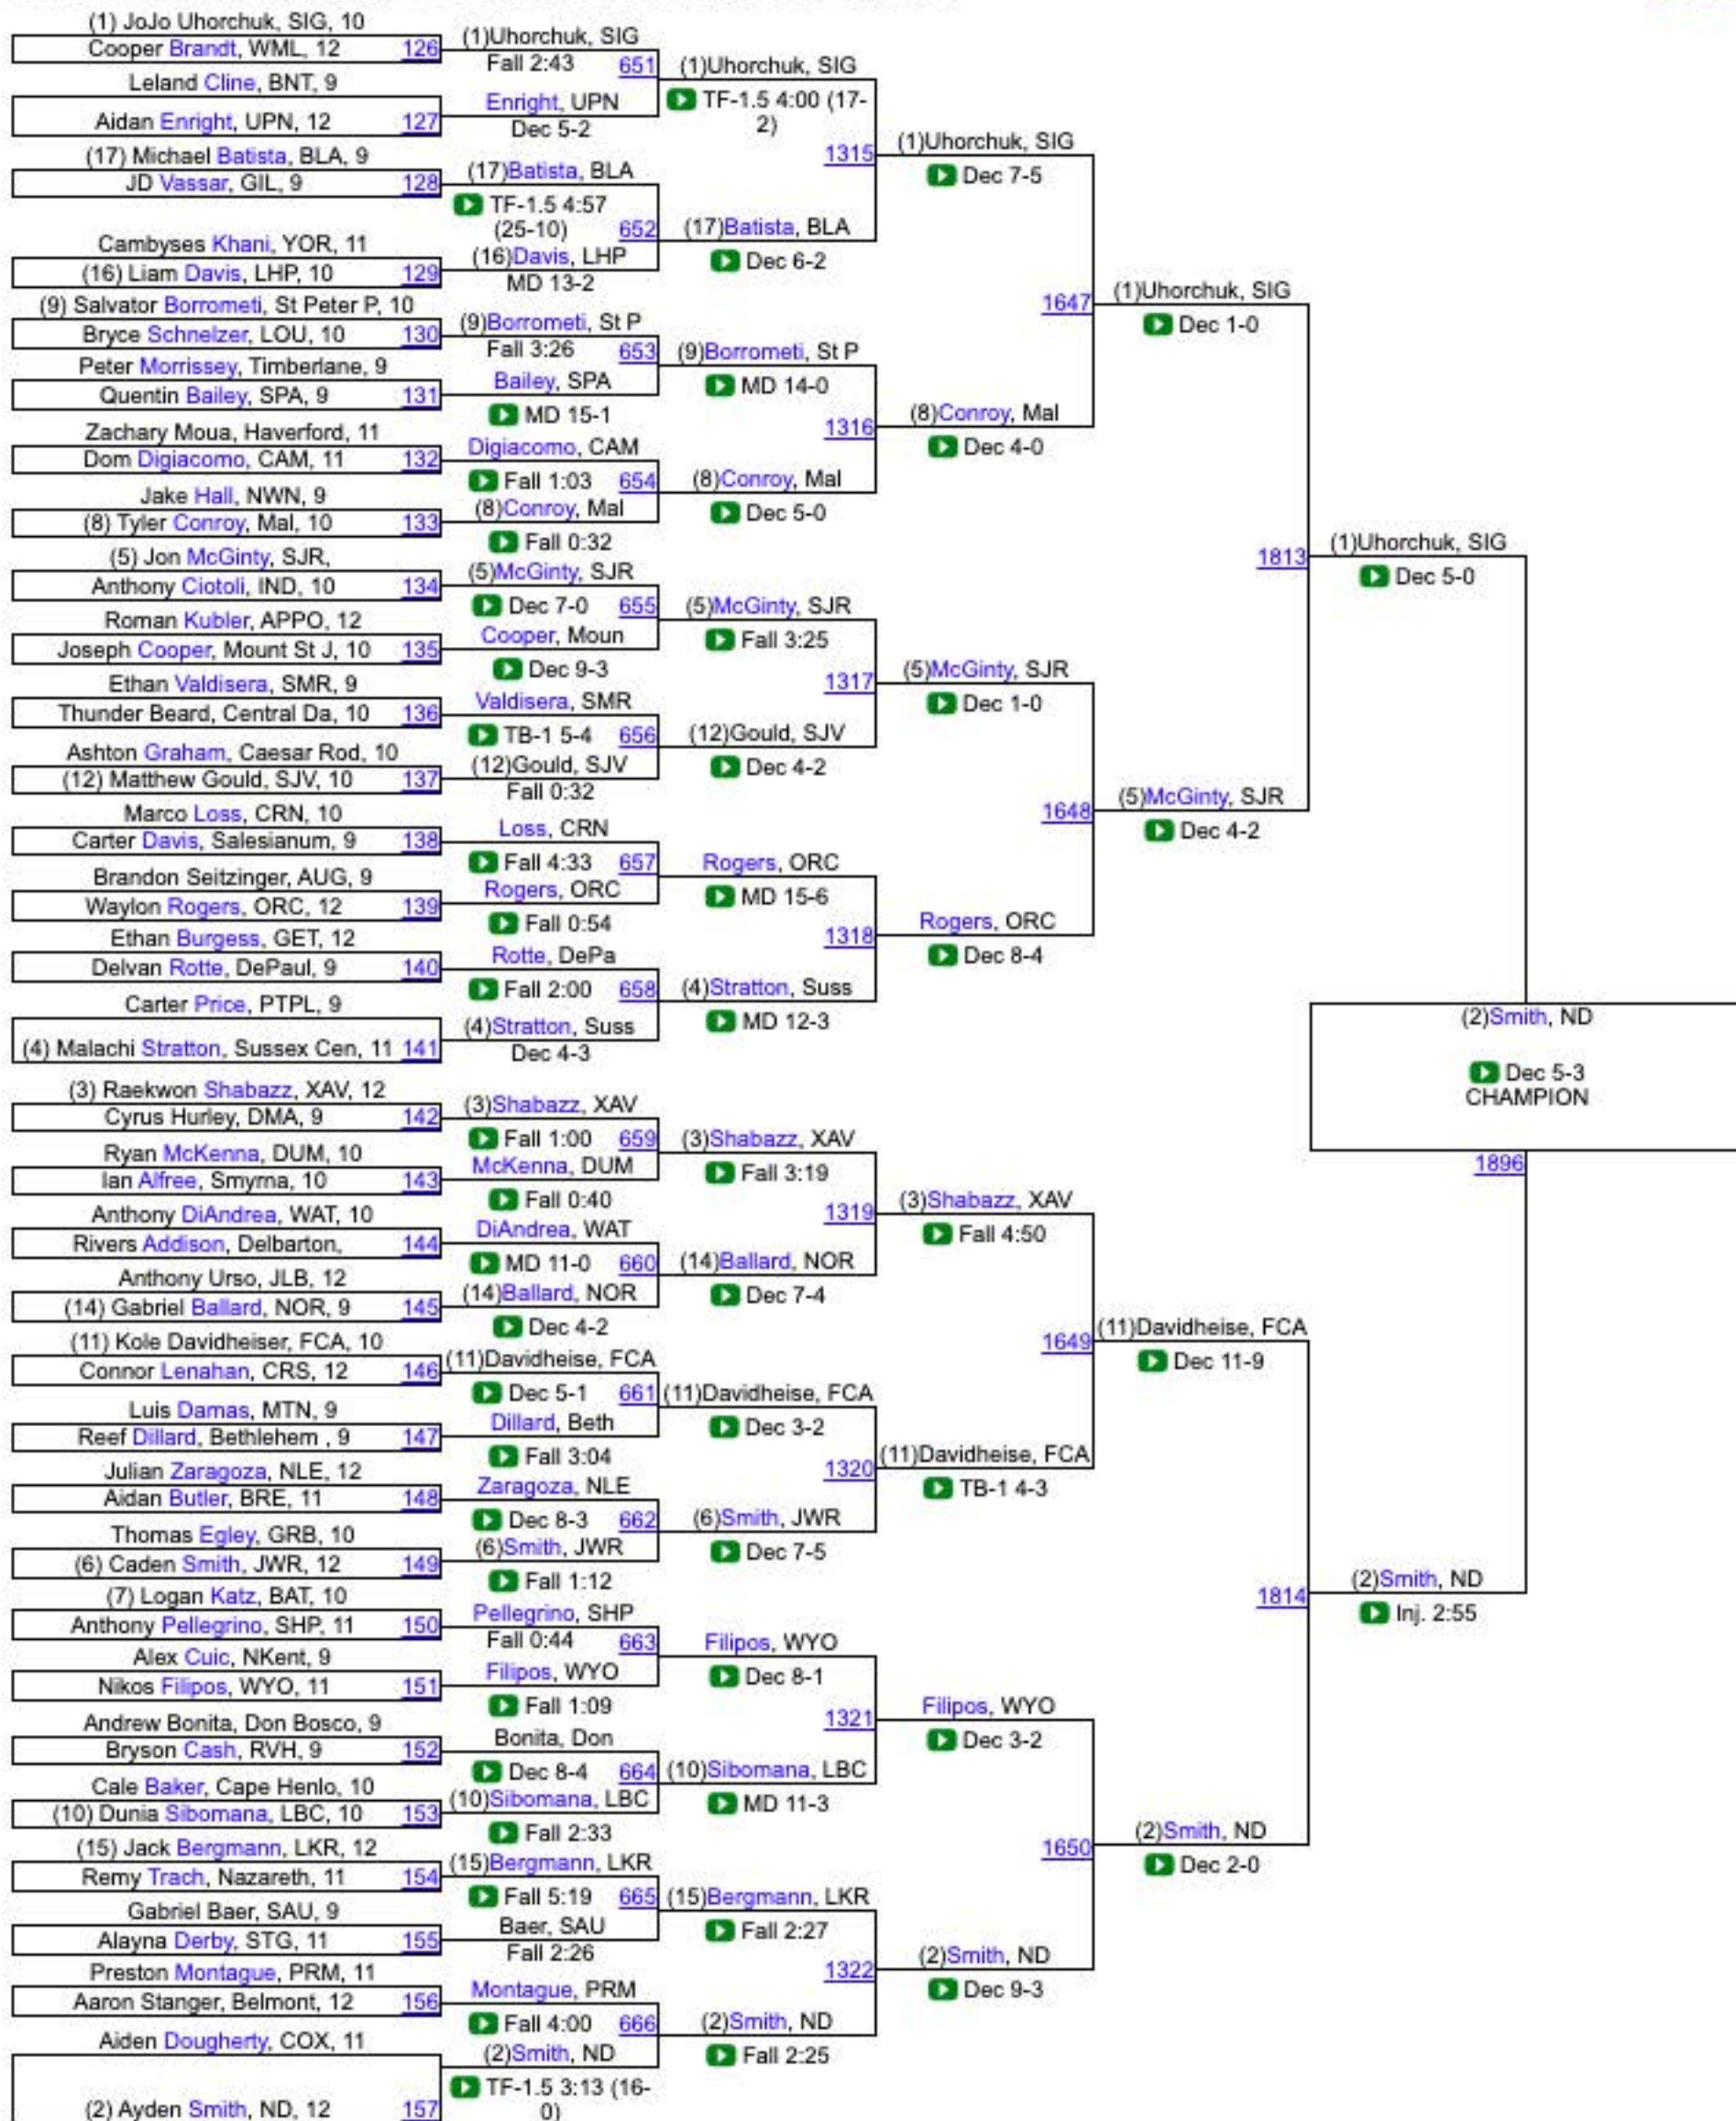 (1) JoJo Uhorchuk, SIG, 10
Cooper Brandt, WML, 12 126
Leland Cline, BNT, 9
Aidan Enright, UPN, 12 127
(17) Michael Batista, BLA, 9
JD Vassar, GIL, 9 128
Cambyses Khani, YOR, 11
(16) Liam Davis, LHP, 10 129
(9) Salvator Borrometi, St Peter P, 10
Bryce Schnelzer, LOU, 10 130
Peter Morrissey, Timberlane, 9
Quentin Bailey, SPA, 9 131
Zachary Moua, Haverford, 11
Dom Digiacomo, CAM, 11 132
Jake Hall, NWN, 9
(8) Tyler Conroy, Mal, 10 133
(5) Jon McGinty, SJR,
Anthony Ciotoli, IND, 10 134
Roman Kubler, APPO, 12
Joseph Cooper, Mount St J, 10 135
Ethan Valdisera, SMR, 9
Thunder Beard, Central Da, 10 136
Ashton Graham, Caesar Rod, 10
(12) Matthew Gould, SJV, 10 137
Marco Loss, CRN, 10
Carter Davis, Salesianum, 9 138
Brandon Seitzinger, AUG, 9
Waylon Rogers, ORC, 12 139
Ethan Burgess, GET, 12
Delvan Rotte, DePaul, 9 140
Carter Price, PTPL, 9
(4) Malachi Stratton, Sussex Cen, 11 141
(3) Raekwon Shabazz, XAV, 12
Cyrus Hurley, DMA, 9 142
Ryan McKenna, DUM, 10
Ian Alfree, Smyrna, 10 143
Anthony DiAndrea, WAT, 10
Rivers Addison, Delbarton, 144
Anthony Urso, JLB, 12
(14) Gabriel Ballard, NOR, 9 145
(11) Kole Davidheiser, FCA, 10
Connor Lenahan, CRS, 12 146
Luis Damas, MTN, 9
Reef Dillard, Bethlehem , 9 147
Julian Zaragoza, NLE, 12
Aidan Butler, BRE, 11 148
Thomas Egley, GRB, 10
(6) Caden Smith, JWR, 12 149
(7) Logan Katz, BAT, 10
Anthony Pellegrino, SHP, 11 150
Alex Cuic, NKent, 9
Nikos Filipos, WYO, 11 151
Andrew Bonita, Don Bosco, 9
Bryson Cash, RVH, 9 152
Cale Baker, Cape Henlo, 10
(10) Dunia Sibomana, LBC, 10 153
(15) Jack Bergmann, LKR, 12
Remy Trach, Nazareth, 11 154
Gabriel Baer, SAU, 9
Alayna Derby, STG, 11 155
Preston Montague, PRM, 11
Aaron Stanger, Belmont, 12 156
Aiden Dougherty, COX, 11
(2) Ayden Smith, ND, 12 157
(1)Uhorchuk, SIG
Fall 2:43 651
Enright, UPN
Dec 5-2
(17)Batista, BLA
TF-1.5 4:57
(25-10) 652
(16)Davis, LHP
MD 13-2
(9)Borrometi, St P
Fall 3:26 653
Bailey, SPA
MD 15-1
Digiacomo, CAM
Fall 1:03 654
(8)Conroy, Mal
Fall 0:32
(5)McGinty, SJR
Dec 7-0 655
Cooper, Moun
Dec 9-3
Valdisera, SMR
TB-1 5-4 656
(12)Gould, SJV
Fall 0:32
Loss, CRN
Fall 4:33 657
Rogers, ORC
Fall 0:54
Rotte, DePa
Fall 2:00 658
(4)Stratton, Suss
Dec 4-3
(3)Shabazz, XAV
Fall 1:00 659
McKenna, DUM
Fall 0:40
DiAndrea, WAT
MD 11-0 660
(14)Ballard, NOR
Dec 4-2
(11)Davidheise, FCA
Dec 5-1 661
Dillard, Beth
Fall 3:04
Zaragoza, NLE
Dec 8-3 662
(6)Smith, JWR
Fall 1:12
Pellegrino, SHP
Fall 0:44 663
Filipos, WYO
Fall 1:09
Bonita, Don
Dec 8-4 664
(10)Sibomana, LBC
Fall 2:33
(15)Bergmann, LKR
Fall 5:19 665
Baer, SAU
Fall 2:26
Montague, PRM
Fall 4:00 666
(2)Smith, ND
TF-1.5 3:13 (16-
0)
(1)Uhorchuk, SIG
TF-1.5 4:00 (17-
2)
1315
(17)Batista, BLA
Dec 6-2
(9)Borrometi, St P
MD 14-0
1316
(8)Conroy, Mal
Dec 5-0
(5)McGinty, SJR
Fall 3:25
1317
(12)Gould, SJV
Dec 4-2
Rogers, ORC
MD 15-6
1318
(4)Stratton, Suss
MD 12-3
(3)Shabazz, XAV
Fall 3:19
1319
(14)Ballard, NOR
Dec 7-4
(11)Davidheise, FCA
Dec 3-2
1320
(6)Smith, JWR
Dec 7-5
Filipos, WYO
Dec 8-1
1321
(10)Sibomana, LBC
MD 11-3
(15)Bergmann, LKR
Fall 2:27
1322
(2)Smith, ND
Fall 2:25
(1)Uhorchuk, SIG
Dec 7-5
1647
(8)Conroy, Mal
Dec 4-0
(5)McGinty, SJR
Dec 1-0
1648
Rogers, ORC
Dec 8-4
(3)Shabazz, XAV
Fall 4:50
1649
(11)Davidheise, FCA
TB-1 4-3
Filipos, WYO
Dec 3-2
1650
(2)Smith, ND
Dec 9-3
(1)Uhorchuk, SIG
Dec 1-0
1813
(5)McGinty, SJR
Dec 4-2
(11)Davidheise, FCA
Dec 11-9
1814
(2)Smith, ND
Dec 2-0
(1)Uhorchuk, SIG
Dec 5-0
(2)Smith, ND
Dec 5-3
CHAMPION
1896
(2)Smith, ND
Inj. 2:55